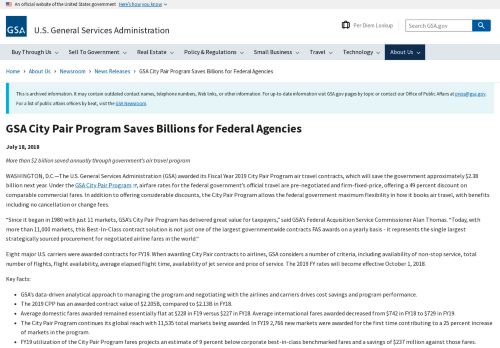 An official website of the United States government Here's how you know
GSA
U.S. General Services Administration
Per Diem Lookup
Search GSA.gov
Buy Through Us
Sell To Government
Real Estate
Policy & Regulations
Small Business
Travel
Technology
About Us
Home > About Us > Newsroom > News Releases > GSA City Pair Program Saves Billions for Federal Agencies
This is archived information. It may contain outdated contact names, telephone numbers, Web links, or other information. For up-to-date information visit GSA.gov pages by topic or contact our Office of Public Affairs at press@gsa.gov.
For a list of public affairs officers by beat, visit the GSA Newsroom.
GSA City Pair Program Saves Billions for Federal Agencies
July 18, 2018
More than $2 billion saved annually through government's air travel program
WASHINGTON, D.C.—The U.S. General Services Administration (GSA) awarded its Fiscal Year 2019 City Pair Program air travel contracts, which will save the government approximately $2.3B
billion next year. Under the GSA City Pair Program, airfare rates for the federal government's official travel are pre-negotiated and firm-fixed-price, offering a 49 percent discount on
comparable commercial fares. In addition to offering considerable discounts, the City Pair Program allows the federal government maximum flexibility in how it books air travel, with benefits
including no cancellation or change fees.
"Since it began in 1980 with just 11 markets, GSA's City Pair Program has delivered great value for taxpayers," said GSA's Federal Acquisition Service Commissioner Alan Thomas. "Today, with
more than 11,000 markets, this Best-In-Class contract solution is not just one of the largest governmentwide contracts FAS awards on a yearly basis - it represents the single largest
strategically sourced procurement for negotiated airline fares in the world."
Eight major U.S. carriers were awarded contracts for FY19. When awarding City Pair contracts to airlines, GSA considers a number of criteria, including availability of non-stop service, total
number of flights, flight availability, average elapsed flight time, availability of jet service and price of service. The 2019 FY rates will become effective October 1, 2018.
Key Facts:
• GSA's data-driven analytical approach to managing the program and negotiating with the airlines and carriers drives cost savings and program performance.
• The 2019 CPP has an awarded contract value of $2.205B, compared to $2.13B in FY18.
• Average domestic fares awarded remained essentially flat at $228 in FY19 versus $227 in FY18. Average international fares awarded decreased from $742 in FY18 to $729 in FY19.
• The City Pair Program continues its global reach with 11,535 total markets being awarded. In FY19 2,766 new markets were awarded for the first time contributing to a 25 percent increase
of markets in the program.
• FY19 utilization of the City Pair Program fares projects an estimate of 9 percent below corporate best-in-class benchmarked fares and a savings of $237 million against those fares.